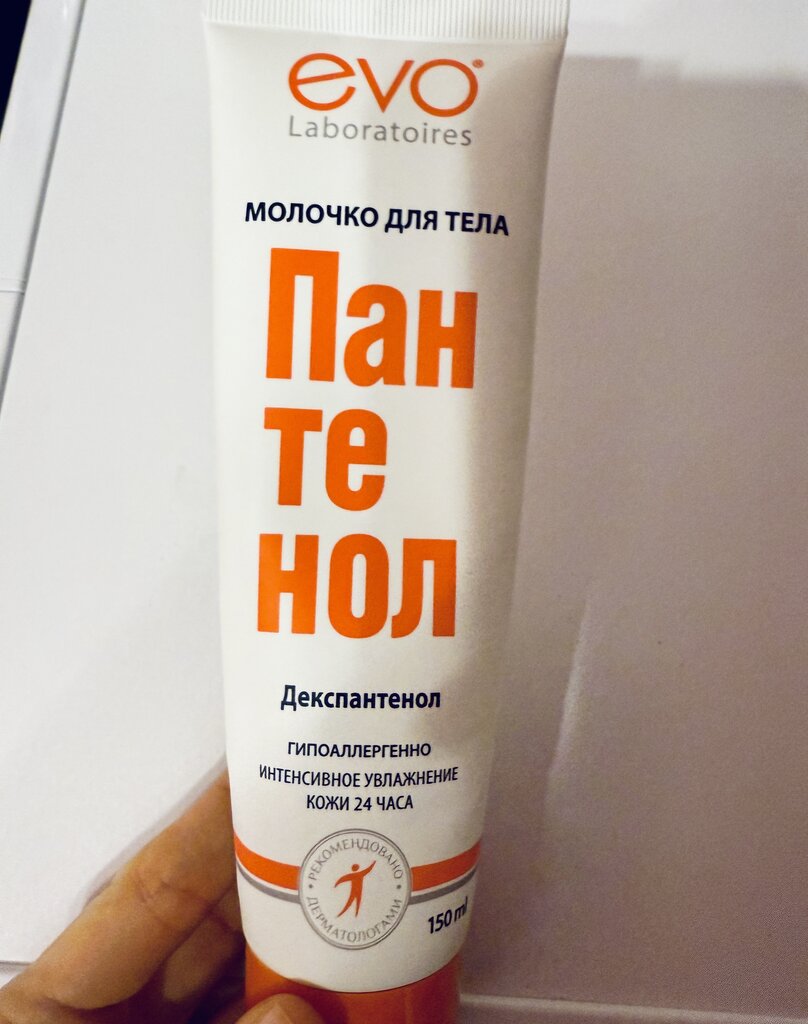 evo®
Laboratoires
МОЛОЧКО ДЛЯ ТЕЛА
Пан
те
нол
Декспантенол
ГИПОАЛЛЕРГЕННО
ИНТЕНСИВНОЕ УВЛАЖНЕНИЕ
КОЖИ 24 ЧАСА
• РЕКОМЕНДОВАНО •
ДЕРМАТОЛОГАМИ
150 ml